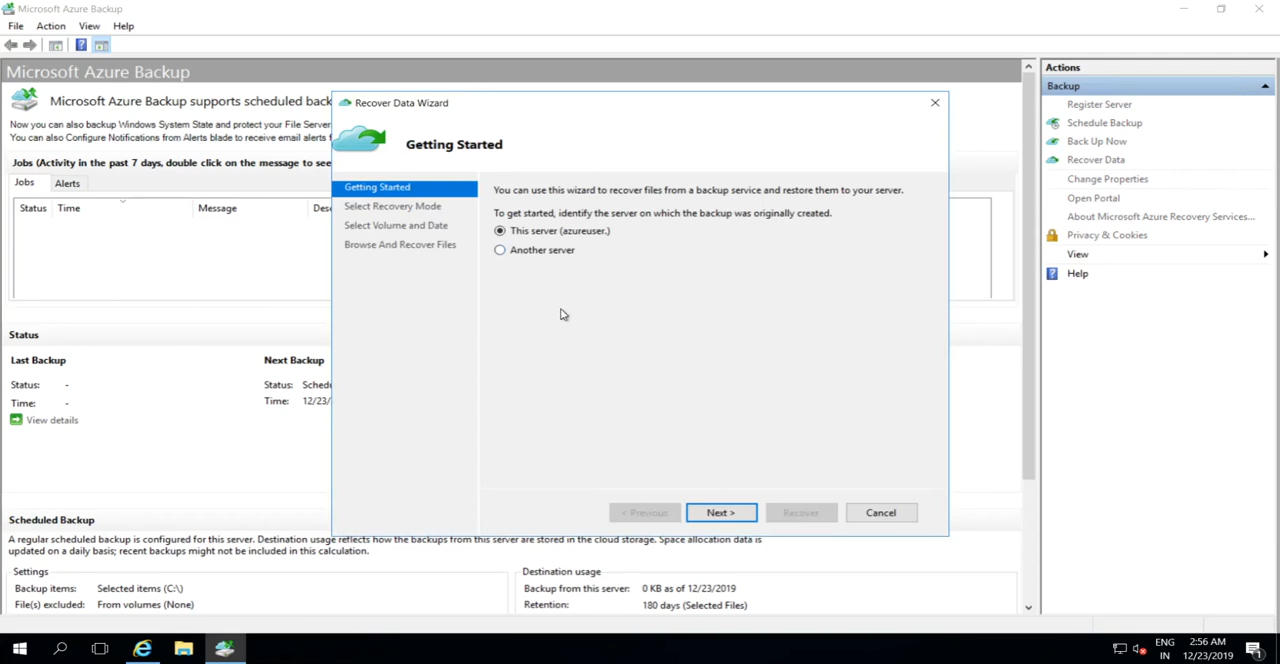 Microsoft Azure Backup
File Action View Help
Microsoft Azure Backup
Microsoft Azure Backup supports scheduled back
Now you can also backup Windows System State and protect your File Server
You can also Configure Notifications from Alerts blade to receive email alerts f
Jobs (Activity in the past 7 days, double click on the message to see
Jobs Alerts
Status Time Message
Status
Last Backup Next Backup
Status: - Status: Schedu
Time: - Time: 12/23/
View details
Scheduled Backup
A regular scheduled backup is configured for this server. Destination usage reflects how the backups from this server are stored in the cloud storage. Space allocation data is
updated on a daily basis; recent backups might not be included in this calculation.
Settings Destination usage
Backup items: Selected items (C:\) Backup from this server: 0 KB as of 12/23/2019
File(s) excluded: From volumes (None) Retention: 180 days (Selected Files)
Recover Data Wizard
Getting Started
Getting Started
Select Recovery Mode
Select Volume and Date
Browse And Recover Files
You can use this wizard to recover files from a backup service and restore them to your server.
To get started, identify the server on which the backup was originally created.
This server (azureuser.)
Another server
< Previous Next > Recover Cancel
Actions
Backup
Register Server
Schedule Backup
Back Up Now
Recover Data
Change Properties
Open Portal
About Microsoft Azure Recovery Services...
Privacy & Cookies
View
Help
ENG
IN
2:56 AM
12/23/2019
1